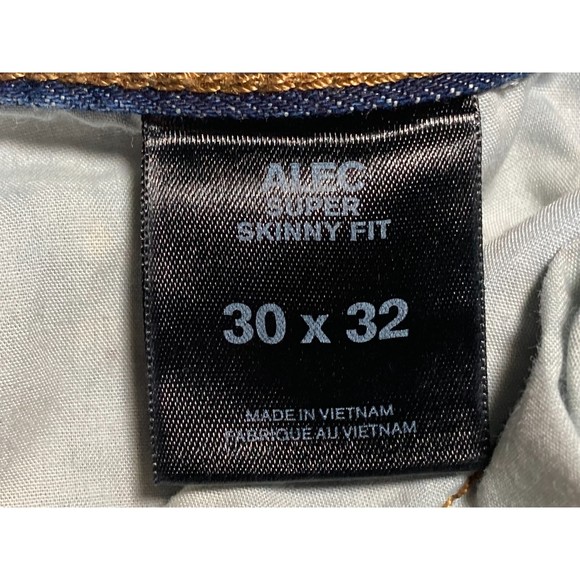 ALEC
SUPER
SKINNY FIT
30 x 32
MADE IN VIETNAM
FABRIQUE AU VIETNAM